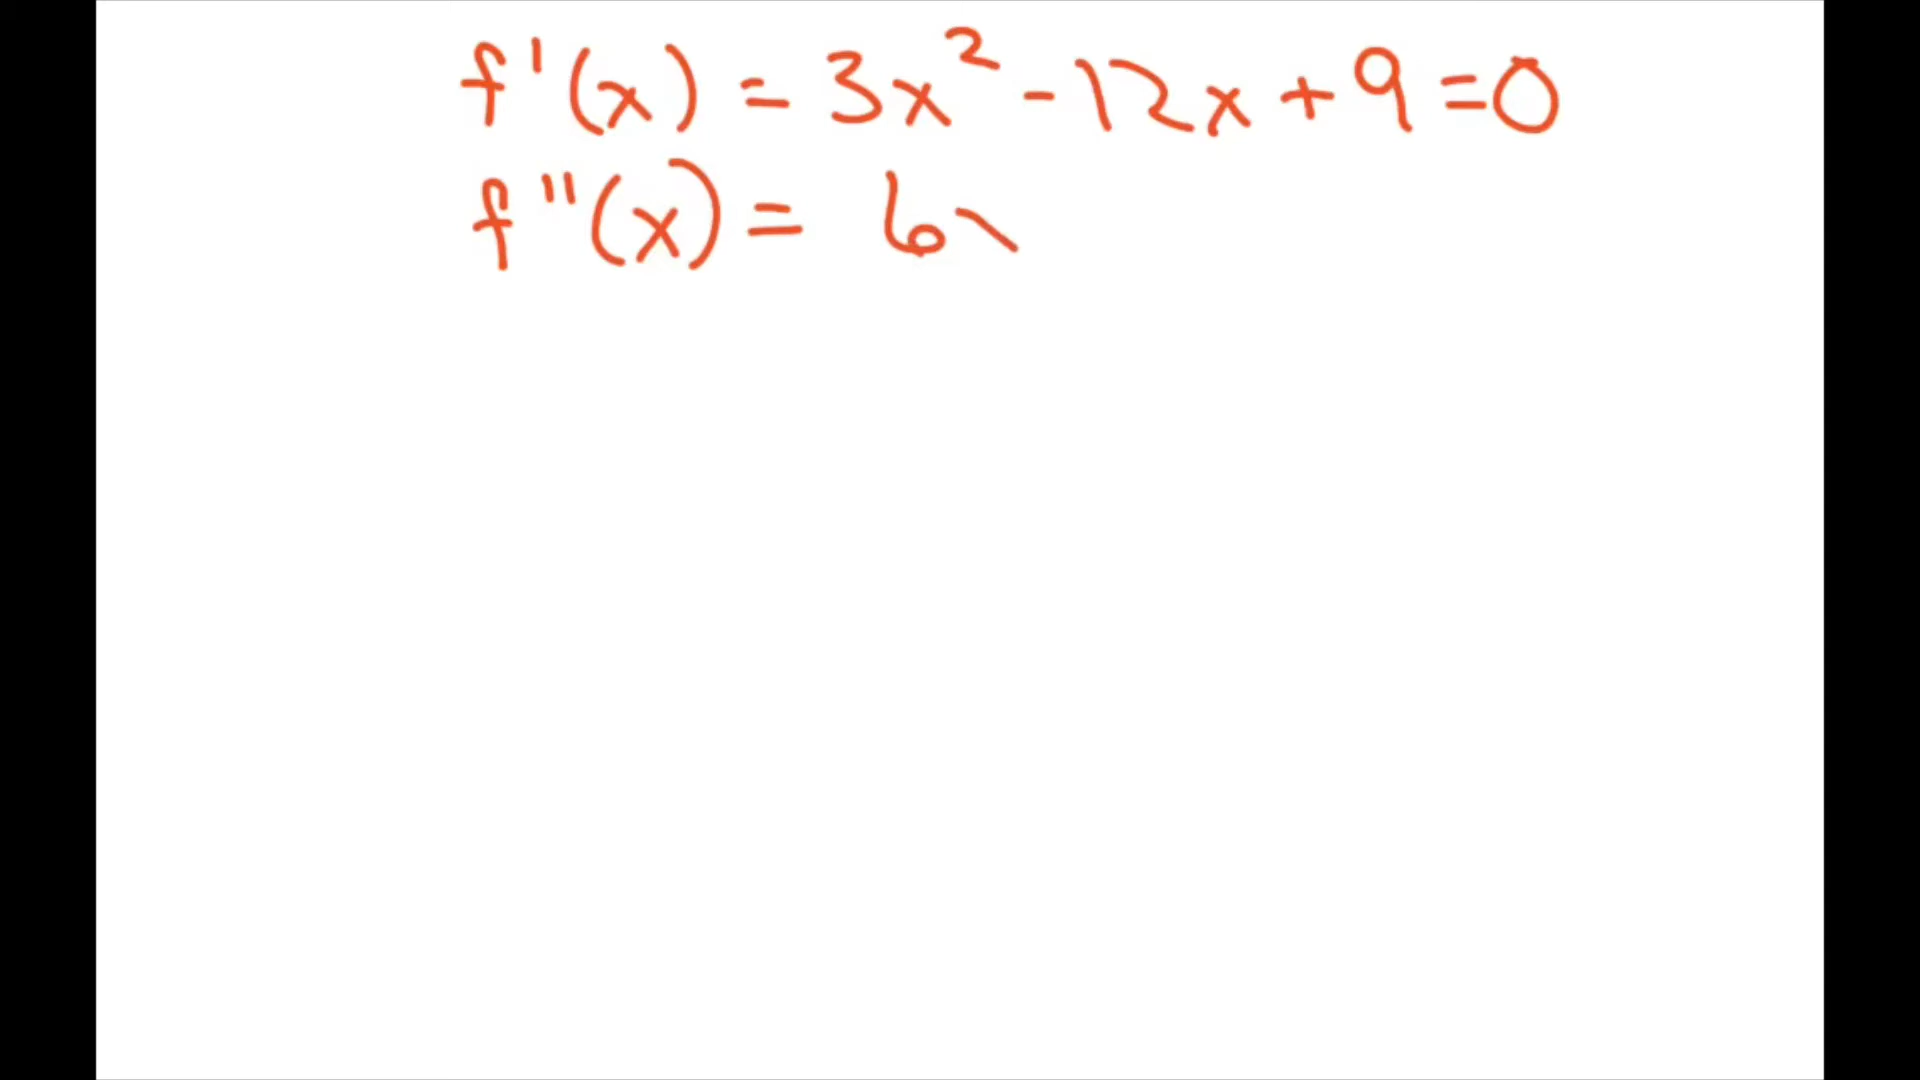 f'(x) = 3x² - 12x + 9 = 0
f''(x) = 6